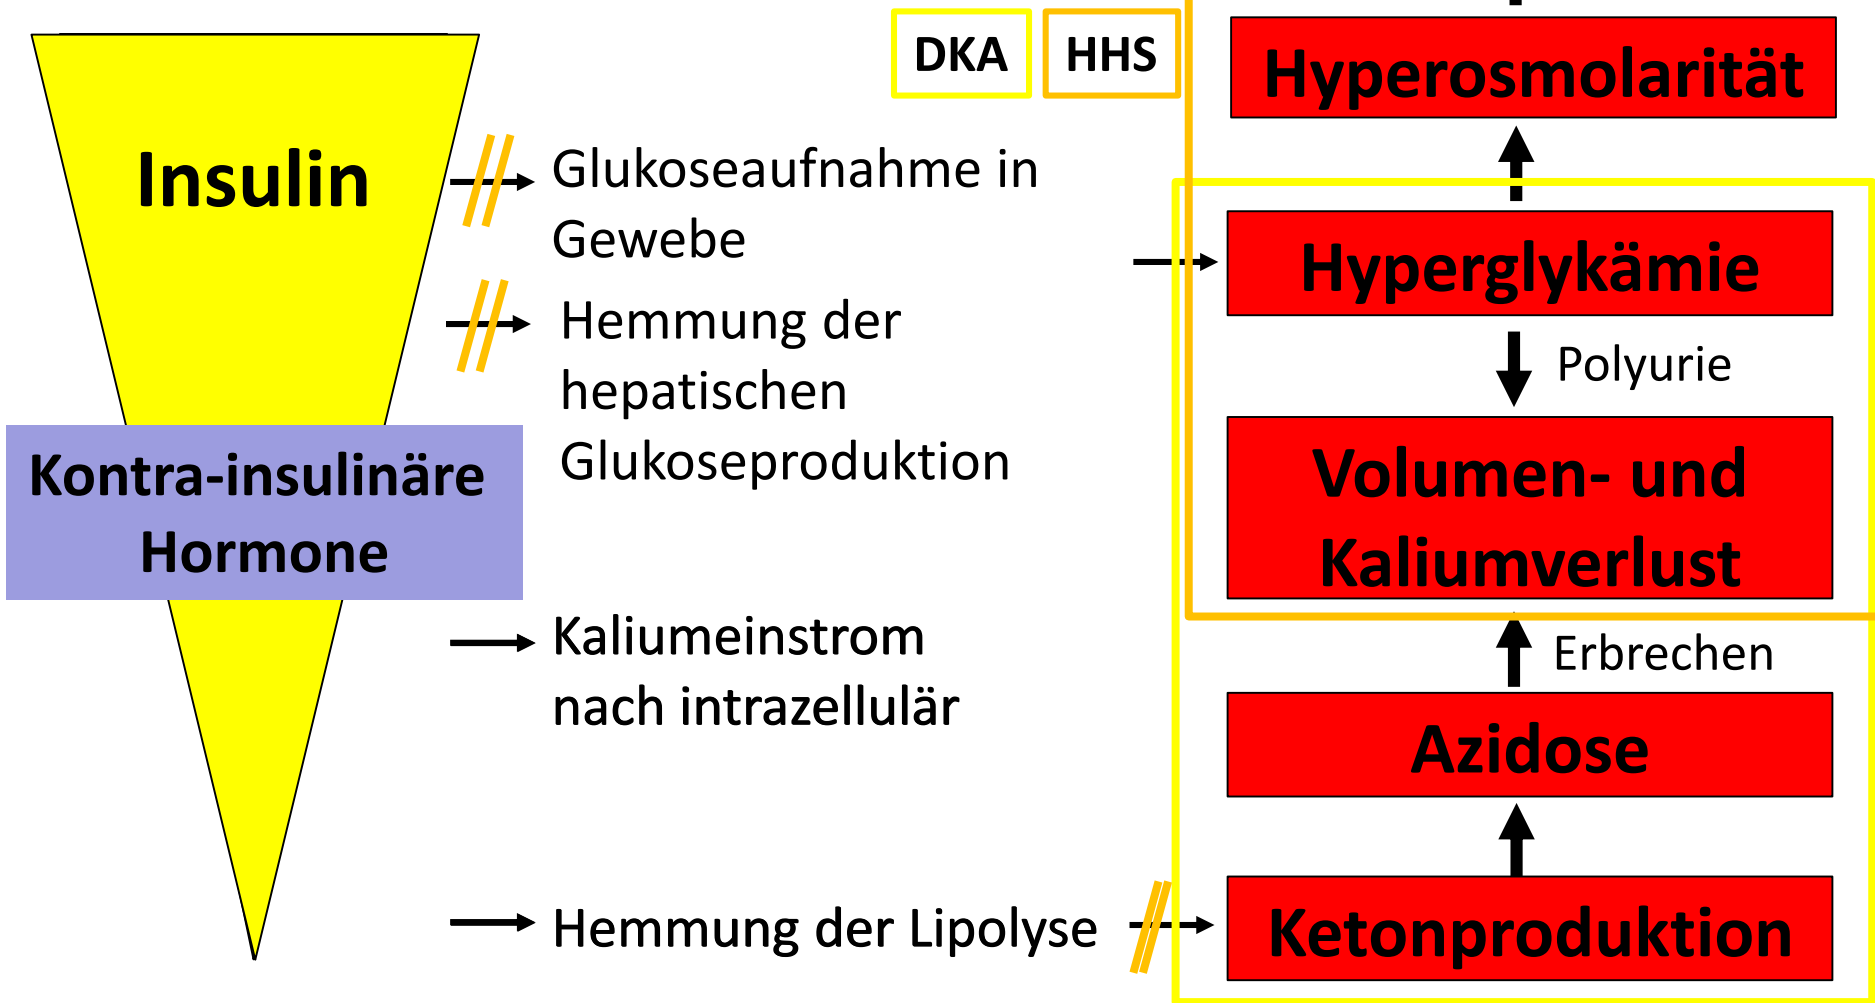 DKA
HHS
Insulin
Kontra-insulinäre
Hormone
Glukoseaufnahme in
Gewebe
Hemmung der
hepatischen
Glukoseproduktion
Kaliumeinstrom
nach intrazellulär
Hemmung der Lipolyse
Hyperosmolarität
Hyperglykämie
Polyurie
Volumen- und
Kaliumverlust
Erbrechen
Azidose
Ketonproduktion